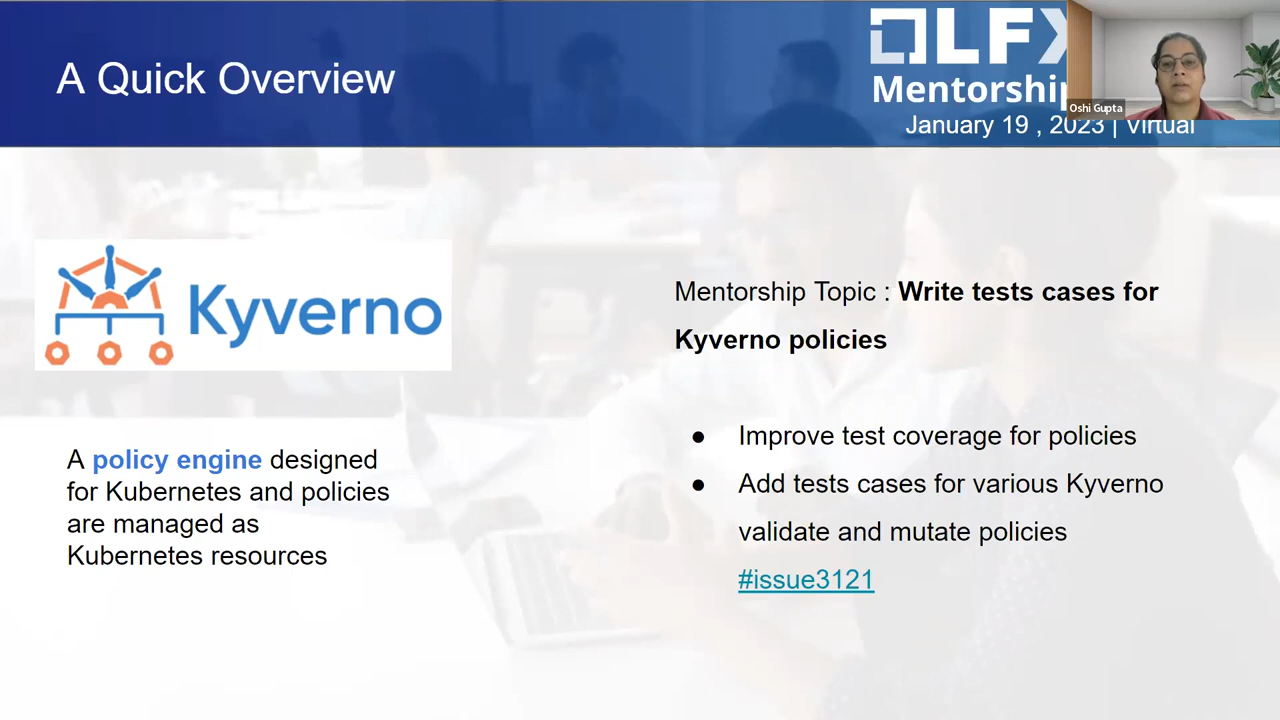 A Quick Overview
LFX
Mentorship
Oshi Gupta
January 19 , 2023 | Virtual
Kyverno
A policy engine designed
for Kubernetes and policies
are managed as
Kubernetes resources
Mentorship Topic : Write tests cases for
Kyverno policies
● Improve test coverage for policies
● Add tests cases for various Kyverno
validate and mutate policies
#issue3121